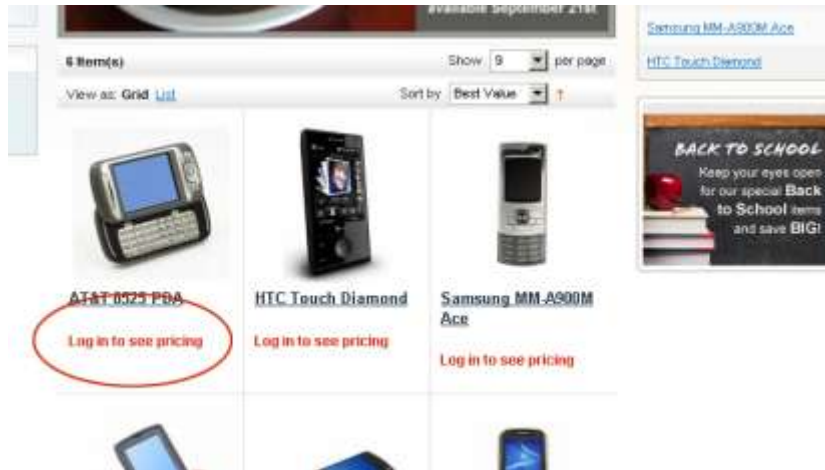 available September 21st
6 Item(s)
Show 9 per page
View as: Grid List
Sort by Best Value
AT&T 8525 PDA
HTC Touch Diamond
Samsung MM-A900M
Ace
Log in to see pricing
Log in to see pricing
Log in to see pricing
Samsung MM-A900M Ace
HTC Touch Diamond
BACK TO SCHOOL
Keep your eyes open
for our special Back
to School items
and save BIG!